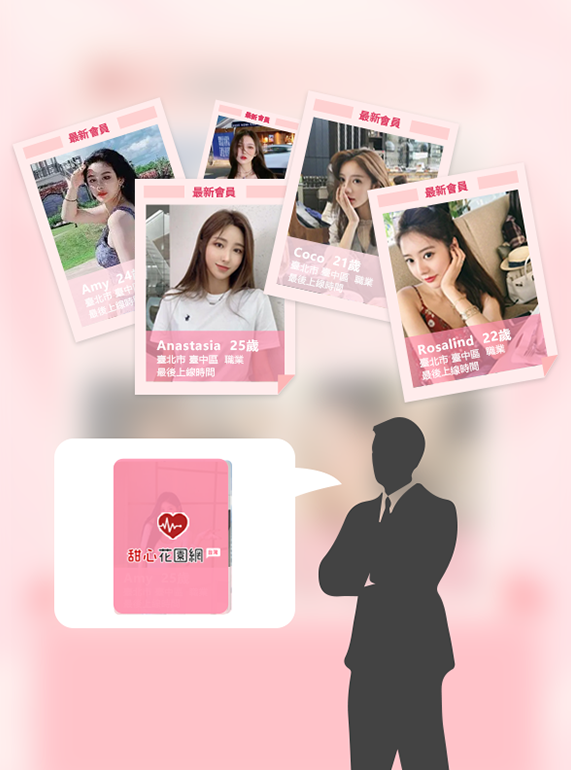 最新會員
Amy 24
臺北市 臺中
最後上線時
最新會員
最新會員
Coco 21歲
臺北市 臺中區 職業
最後上線時間
最新會員
Anastasia 25歲
臺北市 臺中區 職業
最後上線時間
最新會員
Rosalind 22歲
臺北市 臺中區 職業
最後上線時間
甜心花園網